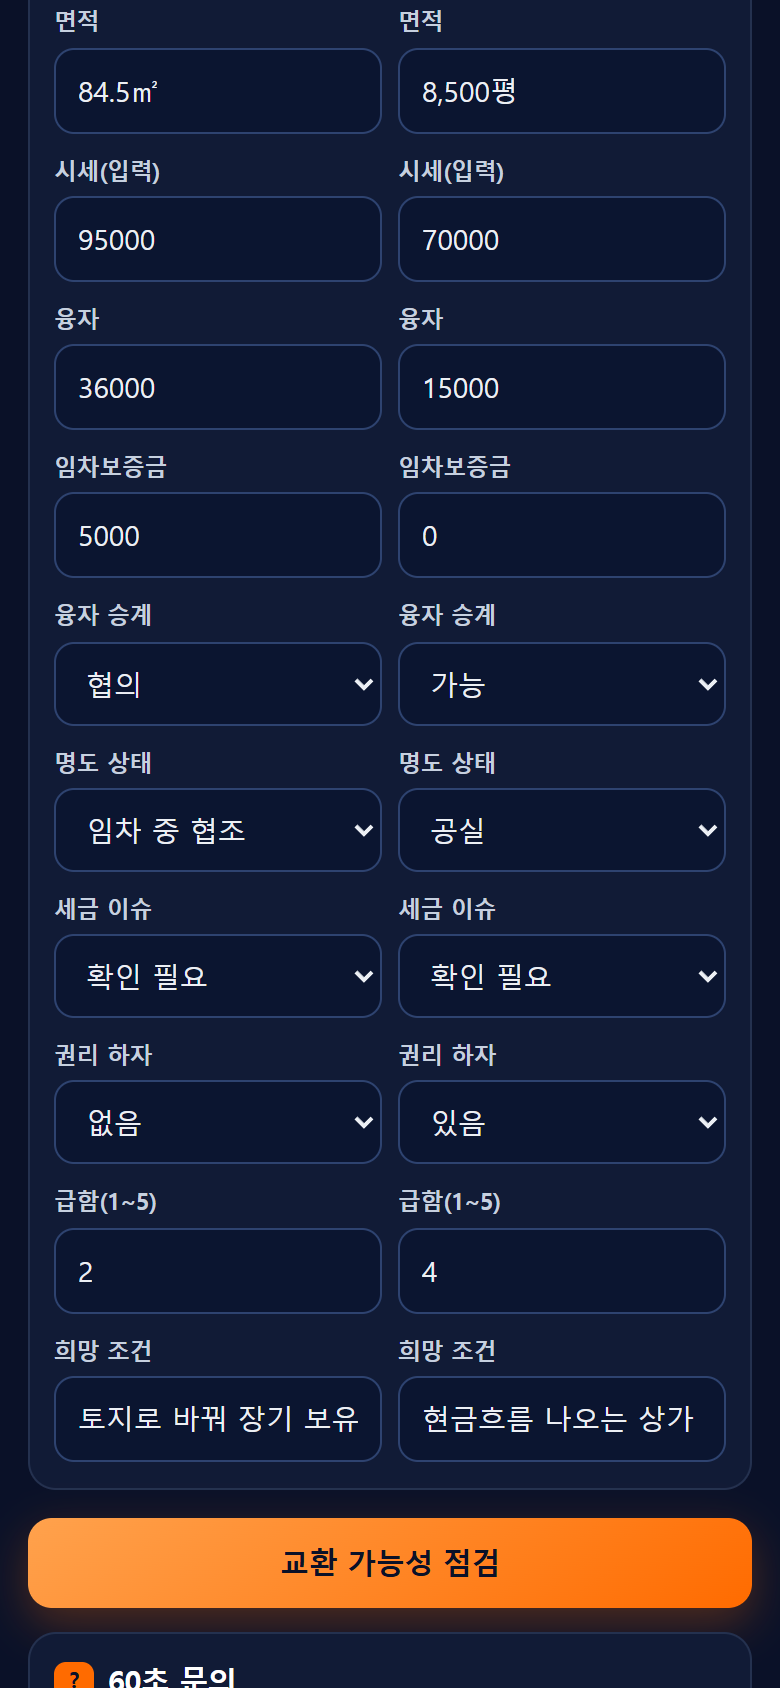 면적 면적
84.5㎡ 8,500평
시세(입력) 시세(입력)
95000 70000
융자 융자
36000 15000
임차보증금 임차보증금
5000 0
융자 승계 융자 승계
협의 가능
명도 상태 명도 상태
임차 중 협조 공실
세금 이슈 세금 이슈
확인 필요 확인 필요
권리 하자 권리 하자
없음 있음
급함(1~5) 급함(1~5)
2 4
희망 조건 희망 조건
토지로 바꿔 장기 보유 현금흐름 나오는 상가
교환 가능성 점검
? 60초 문의